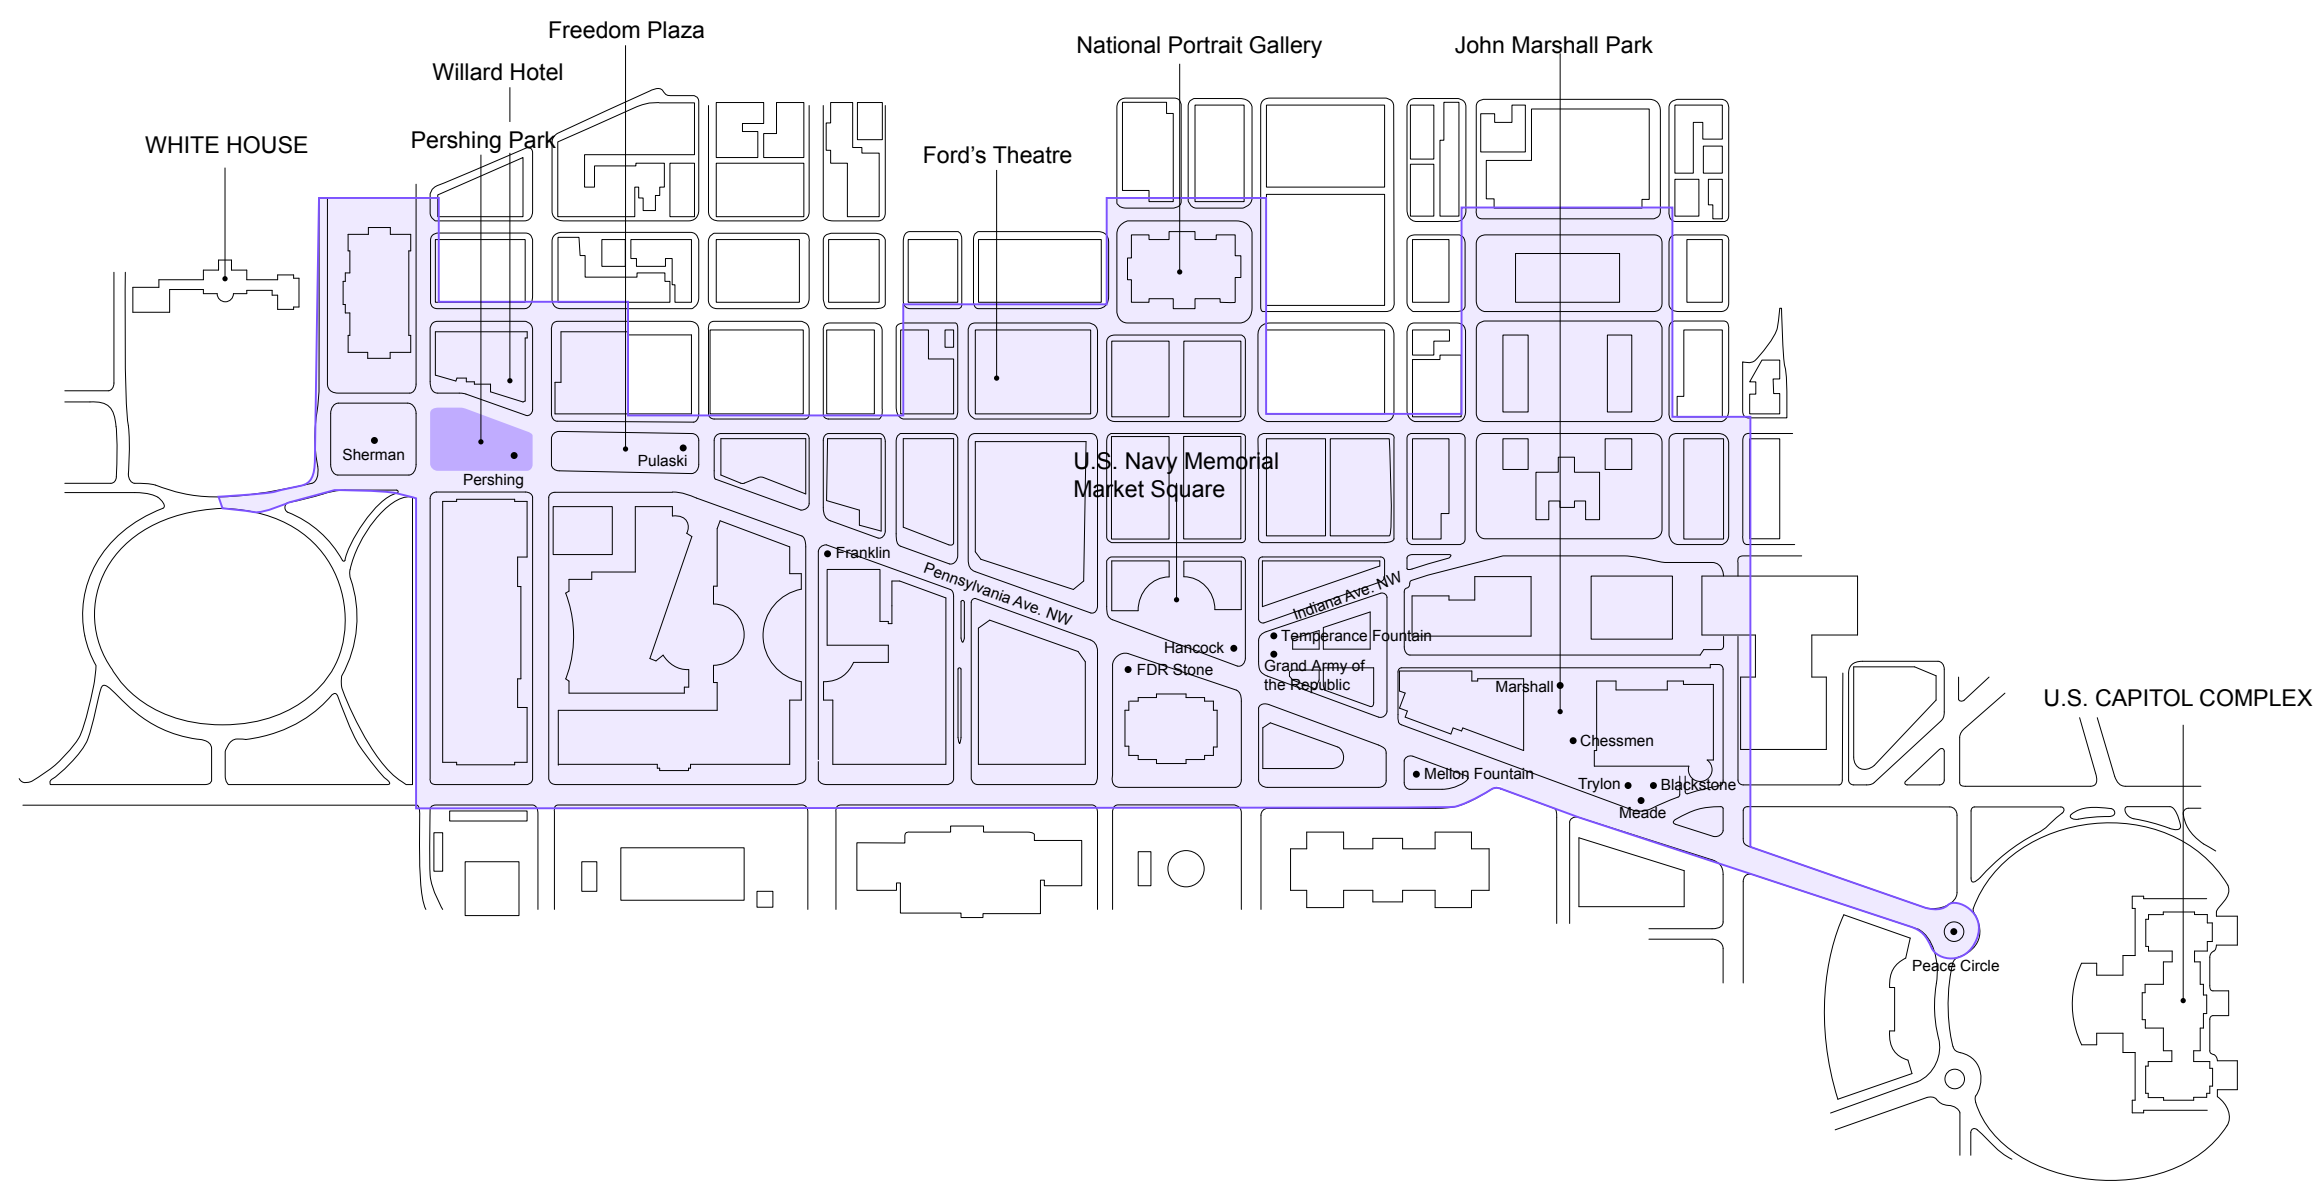 Freedom Plaza
National Portrait Gallery
John Marshall Park
Willard Hotel
WHITE HOUSE
Pershing Park
Ford’s Theatre
Sherman
Pulaski
Pershing
U.S. Navy Memorial
Market Square
Franklin
Pennsylvania Ave. NW
Indiana Ave. NW
Temperance Fountain
Hancock
Grand Army of
the Republic
FDR Stone
Marshall
U.S. CAPITOL COMPLEX
Chessmen
Mellon Fountain
Trylon
Blackstone
Meade
Peace Circle